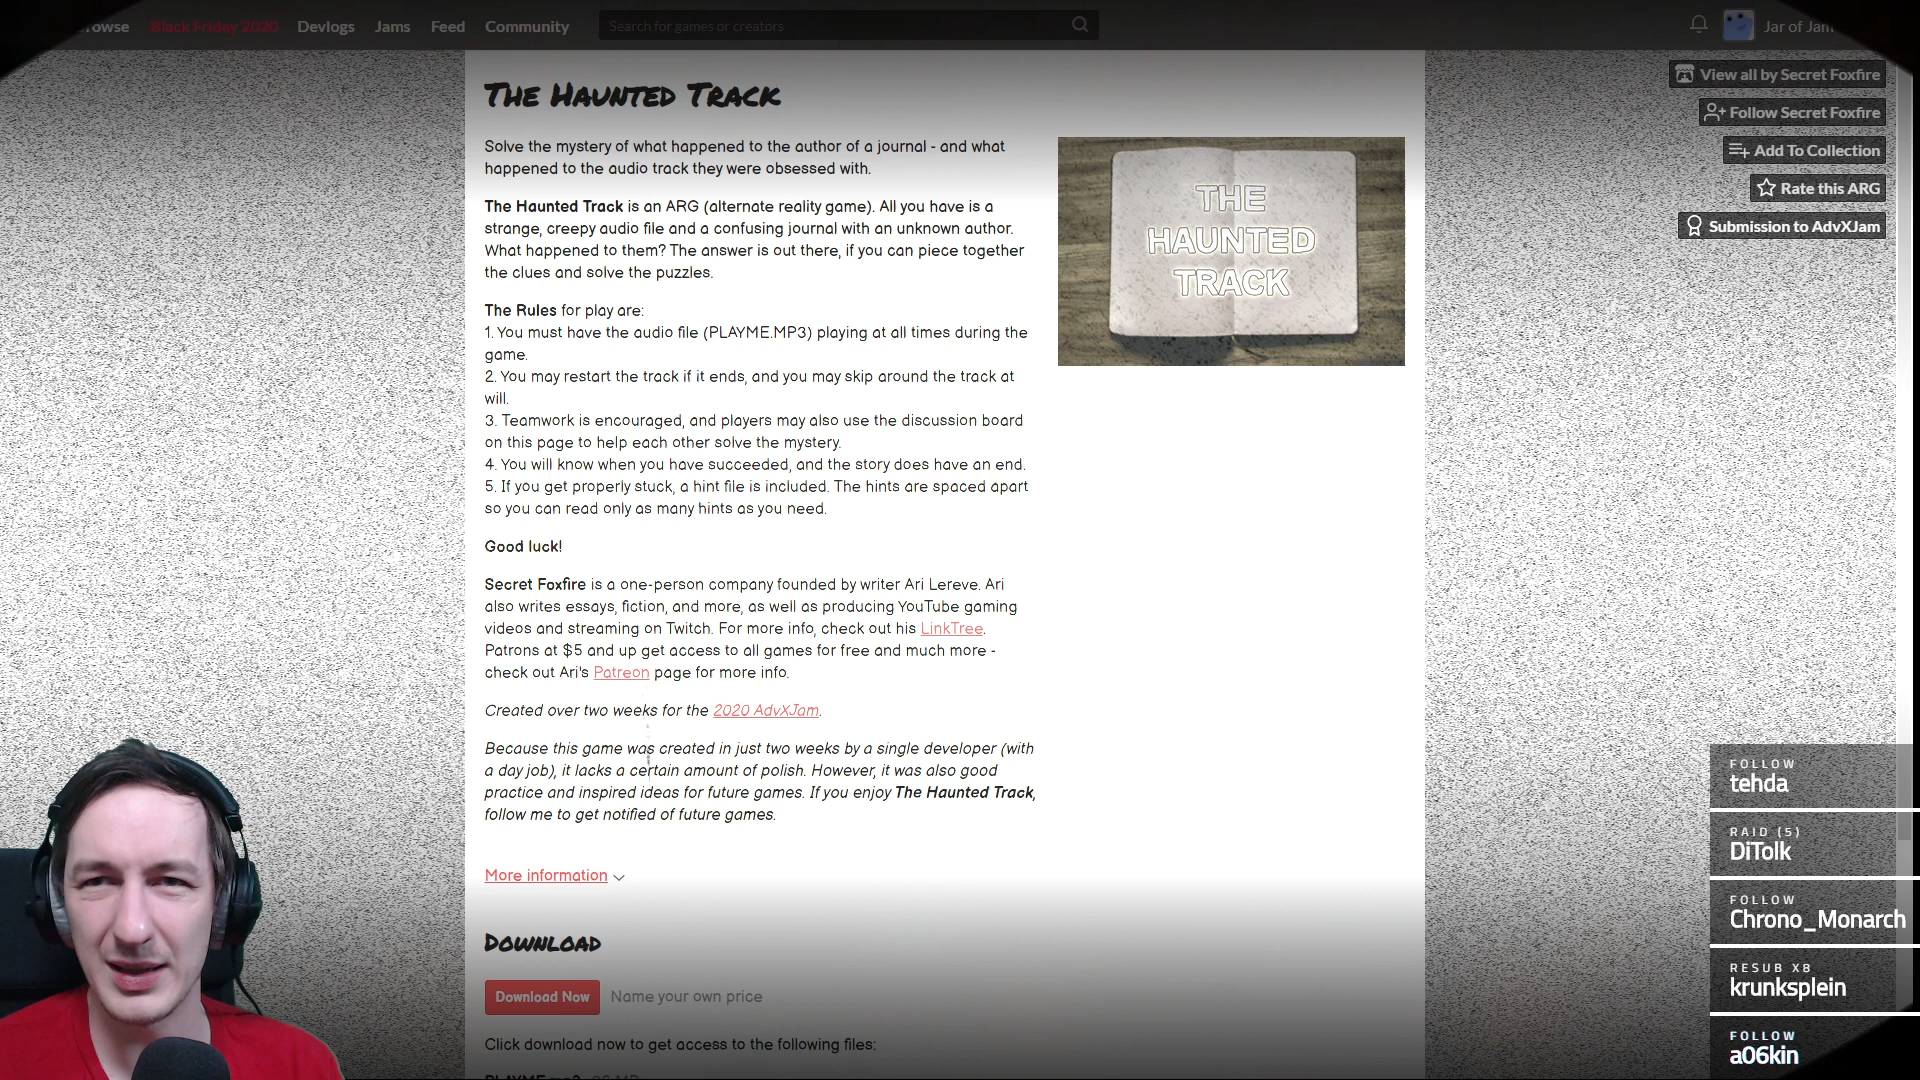 Browse Black Friday 2020 Devlogs Jams Feed Community Search for games or creators Jar of Jam
View all by Secret Foxfire
Follow Secret Foxfire
Add To Collection
Rate this ARG
Submission to AdvXJam
The Haunted Track
Solve the mystery of what happened to the author of a journal - and what
happened to the audio track they were obsessed with.
The Haunted Track is an ARG (alternate reality game). All you have is a
strange, creepy audio file and a confusing journal with an unknown author.
What happened to them? The answer is out there, if you can piece together
the clues and solve the puzzles.
The Rules for play are:
1. You must have the audio file (PLAYME.MP3) playing at all times during the
game.
2. You may restart the track if it ends, and you may skip around the track at
will.
3. Teamwork is encouraged, and players may also use the discussion board
on this page to help each other solve the mystery.
4. You will know when you have succeeded, and the story does have an end.
5. If you get properly stuck, a hint file is included. The hints are spaced apart
so you can read only as many hints as you need.
Good luck!
Secret Foxfire is a one-person company founded by writer Ari Lereve. Ari
also writes essays, fiction, and more, as well as producing YouTube gaming
videos and streaming on Twitch. For more info, check out his LinkTree.
Patrons at $5 and up get access to all games for free and much more -
check out Ari's Patreon page for more info.
Created over two weeks for the 2020 AdvXJam.
Because this game was created in just two weeks by a single developer (with
a day job), it lacks a certain amount of polish. However, it was also good
practice and inspired ideas for future games. If you enjoy The Haunted Track,
follow me to get notified of future games.
More information
Download
Download Now Name your own price
Click download now to get access to the following files:
THE
HAUNTED
TRACK
FOLLOW
tehda
RAID (5)
DiTolk
FOLLOW
Chrono_Monarch
RESUB X8
krunksplein
FOLLOW
a06kin